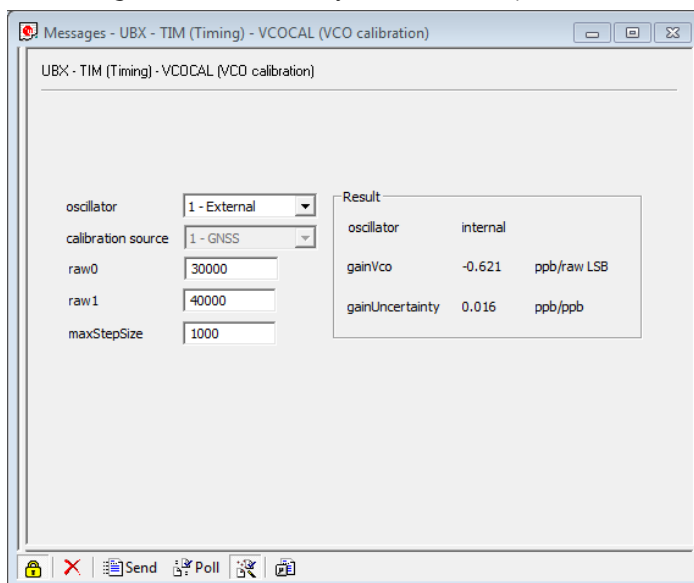 Messages - UBX - TIM (Timing) - VCOCAL (VCO calibration)
UBX - TIM (Timing) - VCOCAL (VCO calibration)
oscillator 1 - External
calibration source 1 - GNSS
raw0 30000
raw1 40000
maxStepSize 1000
Result
oscillator internal
gainVco -0.621 ppb/raw LSB
gainUncertainty 0.016 ppb/ppb
Send Poll